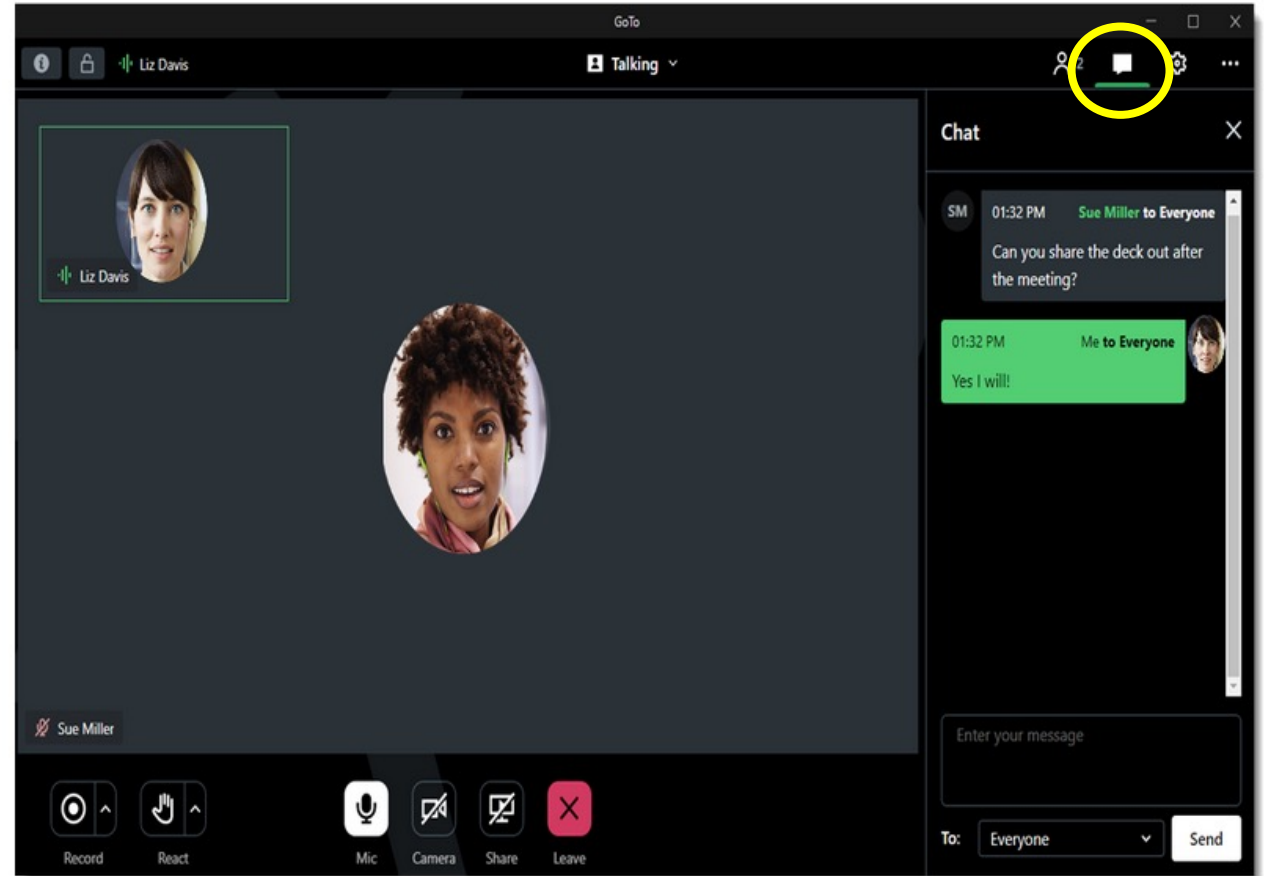 GoTo
Liz Davis
Talking
2
Chat
SM
01:32 PM Sue Miller to Everyone
Can you share the deck out after
the meeting?
01:32 PM Me to Everyone
Yes I will!
Liz Davis
Sue Miller
Enter your message
To: Everyone Send
Record React Mic Camera Share Leave